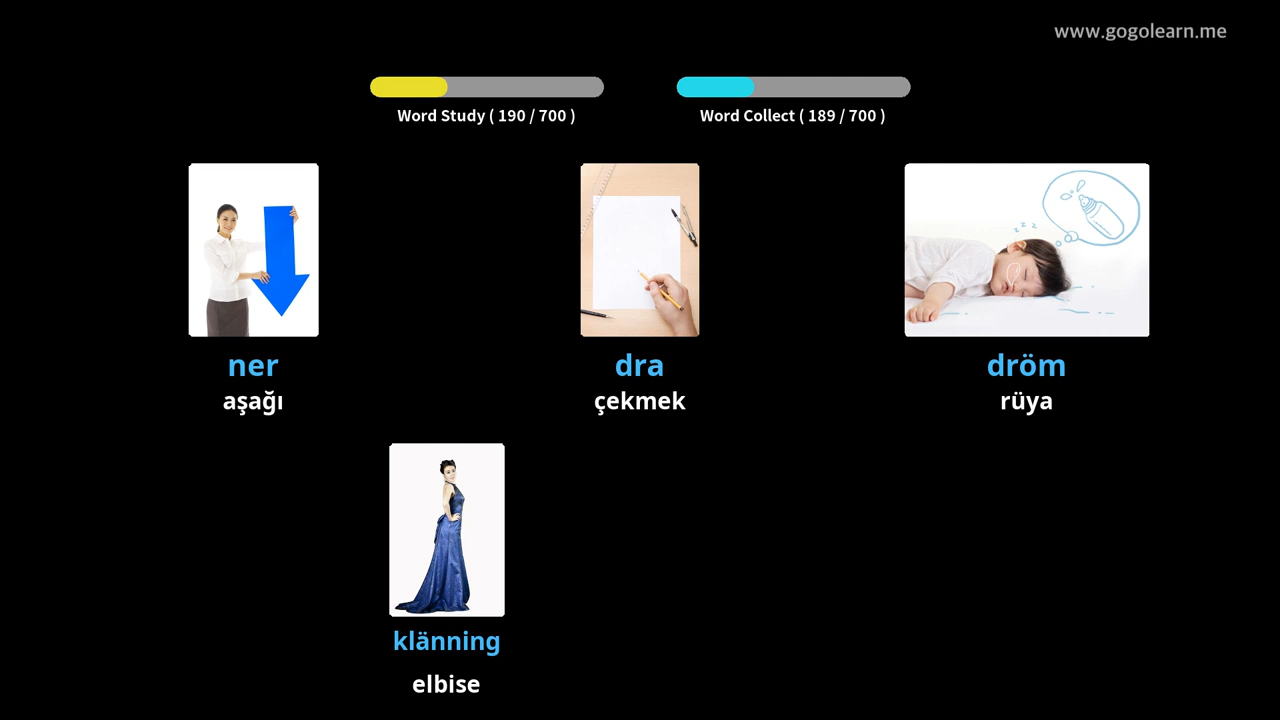 www.gogolearn.me
Word Study ( 190 / 700 )
Word Collect ( 189 / 700 )
ner
aşağı
dra
çekmek
dröm
rüya
klänning
elbise